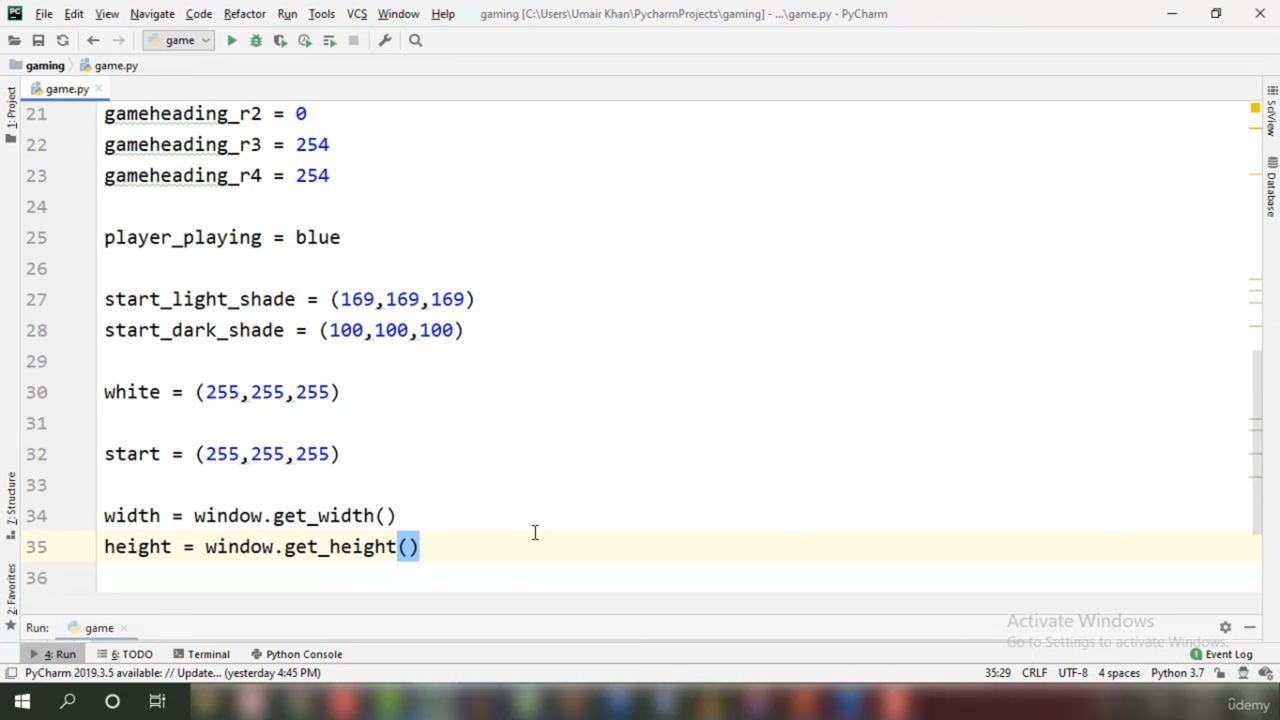 File Edit View Navigate Code Refactor Run Tools VCS Window Help gaming [C:\Users\Umair Khan\PycharmProjects\gaming] - ...\game.py - PyCharm
game
gaming game.py
game.py
1: Project
SciView
Database
Z: Structure
2: Favorites
21 gameheading_r2 = 0
22 gameheading_r3 = 254
23 gameheading_r4 = 254
24
25 player_playing = blue
26
27 start_light_shade = (169,169,169)
28 start_dark_shade = (100,100,100)
29
30 white = (255,255,255)
31
32 start = (255,255,255)
33
34 width = window.get_width()
35 height = window.get_height()
36
Activate Windows
Run: game
Go to Settings to activate Windows.
4: Run 6: TODO Terminal Python Console 1 Event Log
PyCharm 2019.3.5 available: // Update... (yesterday 4:45 PM) 35:29 CRLF UTF-8 4 spaces Python 3.7
ûdemy